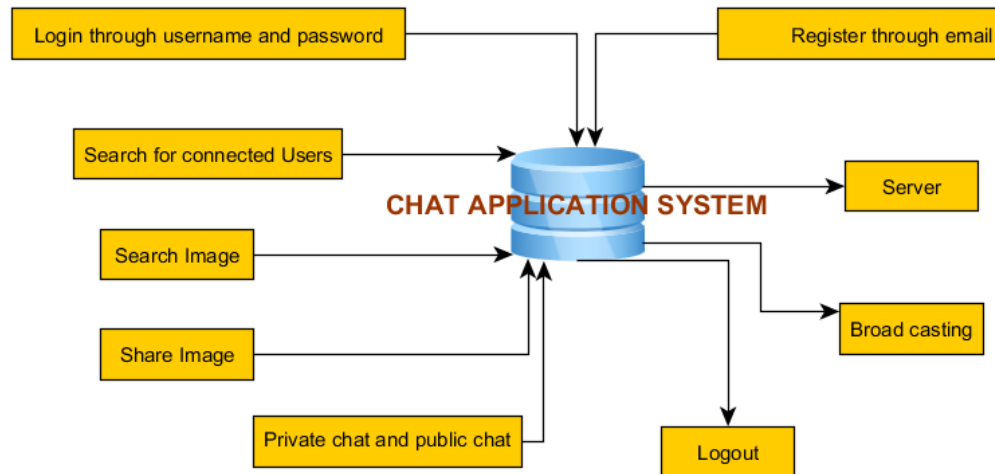 Login through username and password
Register through email
Search for connected Users
CHAT APPLICATION SYSTEM
Server
Search Image
Broad casting
Share Image
Private chat and public chat
Logout